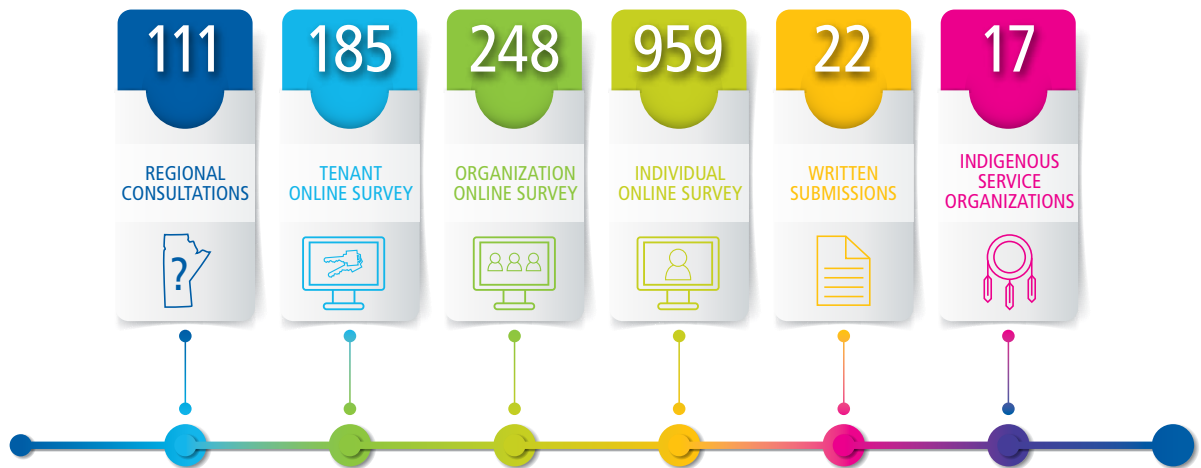 111
REGIONAL
CONSULTATIONS
?
185
TENANT
ONLINE SURVEY
248
ORGANIZATION
ONLINE SURVEY
959
INDIVIDUAL
ONLINE SURVEY
22
WRITTEN
SUBMISSIONS
17
INDIGENOUS
SERVICE
ORGANIZATIONS